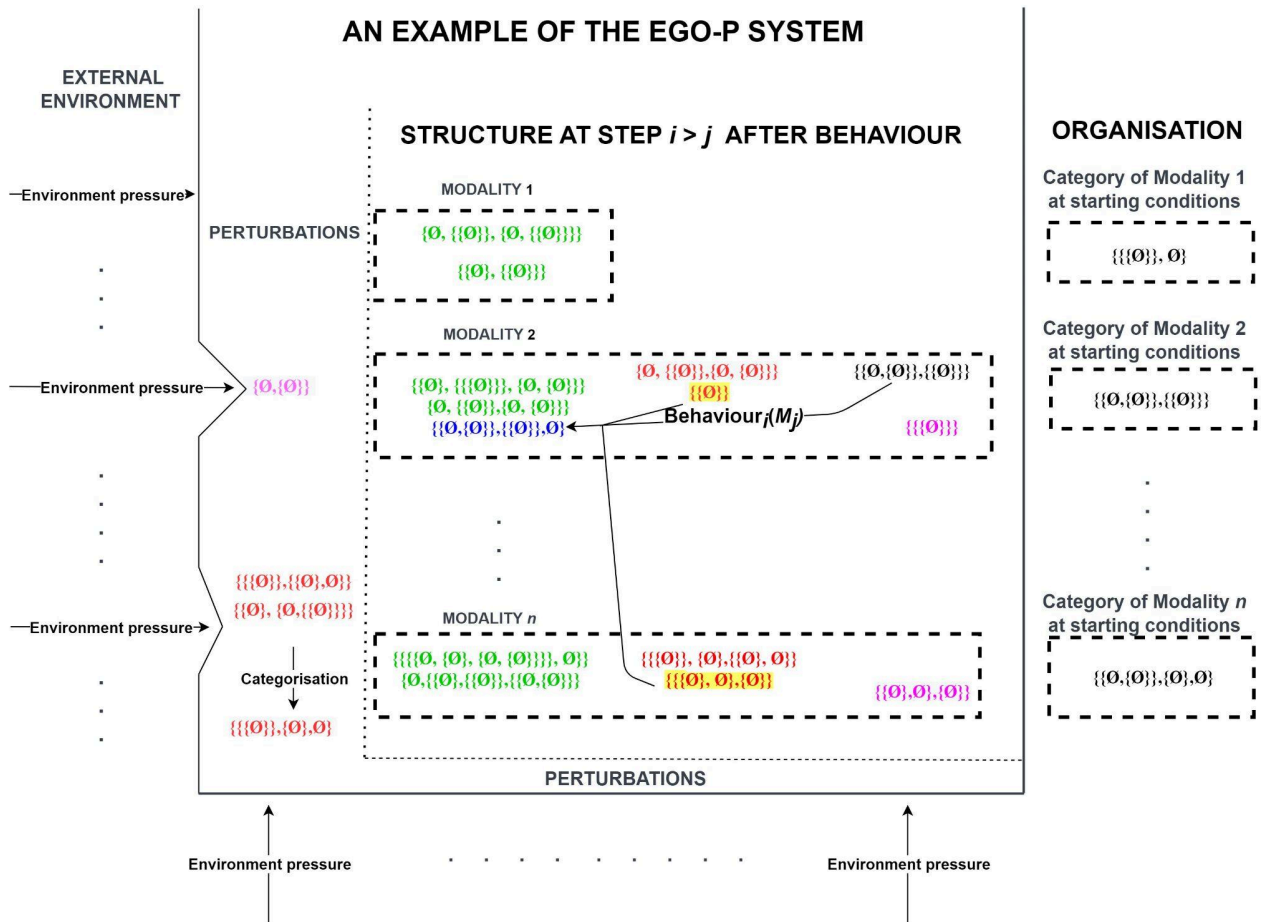 AN EXAMPLE OF THE EGO-P SYSTEM
EXTERNAL
ENVIRONMENT
STRUCTURE AT STEP i > j AFTER BEHAVIOUR
ORGANISATION
Environment pressure
PERTURBATIONS
MODALITY 1
{Ø, {{Ø}}, {Ø, {{Ø}}}}
{{Ø}, {{Ø}}}
Category of Modality 1
at starting conditions
{{{Ø}}, Ø}
Environment pressure
{Ø,{Ø}}
MODALITY 2
{{Ø}, {{{Ø}}}, {Ø, {Ø}}}
{Ø, {{Ø}},{Ø, {Ø}}}
{{Ø,{Ø}},{{Ø}},Ø}
{Ø, {{Ø}},{Ø, {Ø}}}
{{Ø}}
Behaviour i(Mj)
{{Ø,{Ø}},{{Ø}}}
{{{Ø}}}
Category of Modality 2
at starting conditions
{{Ø,{Ø}},{{Ø}}}
{{{Ø}},{{Ø},Ø}}
{{Ø}, {Ø,{{Ø}}}}
Environment pressure
Categorisation
{{{Ø}},{Ø},Ø}
MODALITY n
{{{{Ø, {Ø}, {Ø, {Ø}}}}, Ø}}
{Ø,{{Ø},{{Ø}},{{Ø,{Ø}}}
{{{Ø}}, {Ø},{{Ø}, Ø}}
{{{Ø}, Ø},{Ø}}
{{Ø},Ø},{Ø}}
Category of Modality n
at starting conditions
{{Ø,{Ø}},{Ø},Ø}
PERTURBATIONS
Environment pressure
Environment pressure